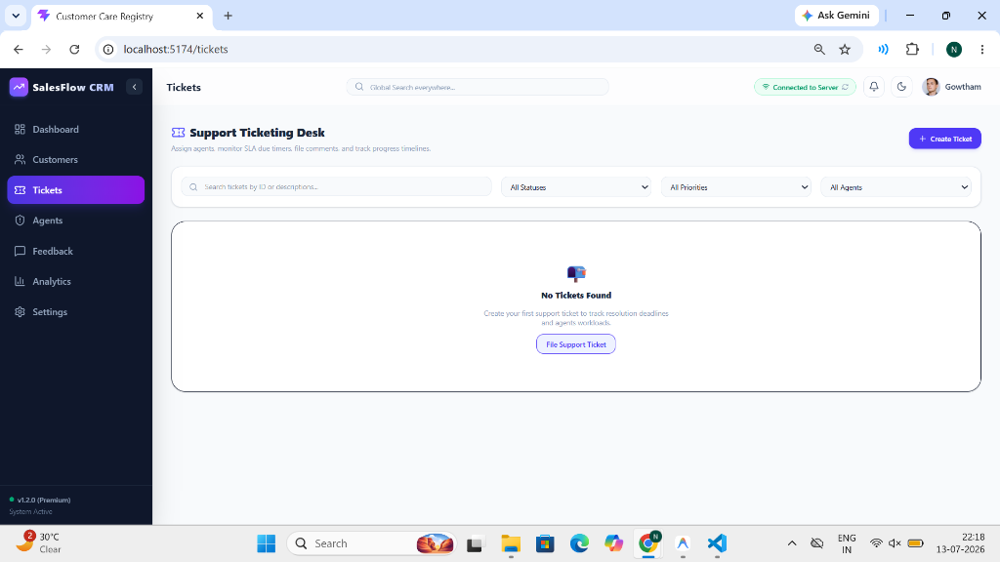 Customer Care Registry
Ask Gemini
localhost:5174/tickets
N
SalesFlow CRM
Tickets
Global Search everywhere...
Connected to Server
Gowtham
Dashboard
Customers
Tickets
Agents
Feedback
Analytics
Settings
Support Ticketing Desk
Assign agents, monitor SLA due timers, file comments, and track progress timelines.
+ Create Ticket
Search tickets by ID or descriptions...
All Statuses
All Priorities
All Agents
No Tickets Found
Create your first support ticket to track resolution deadlines
and agents workloads.
File Support Ticket
v1.2.0 (Premium)
System Active
2
30°C
Clear
Search
N
ENG
IN
22:18
13-07-2026